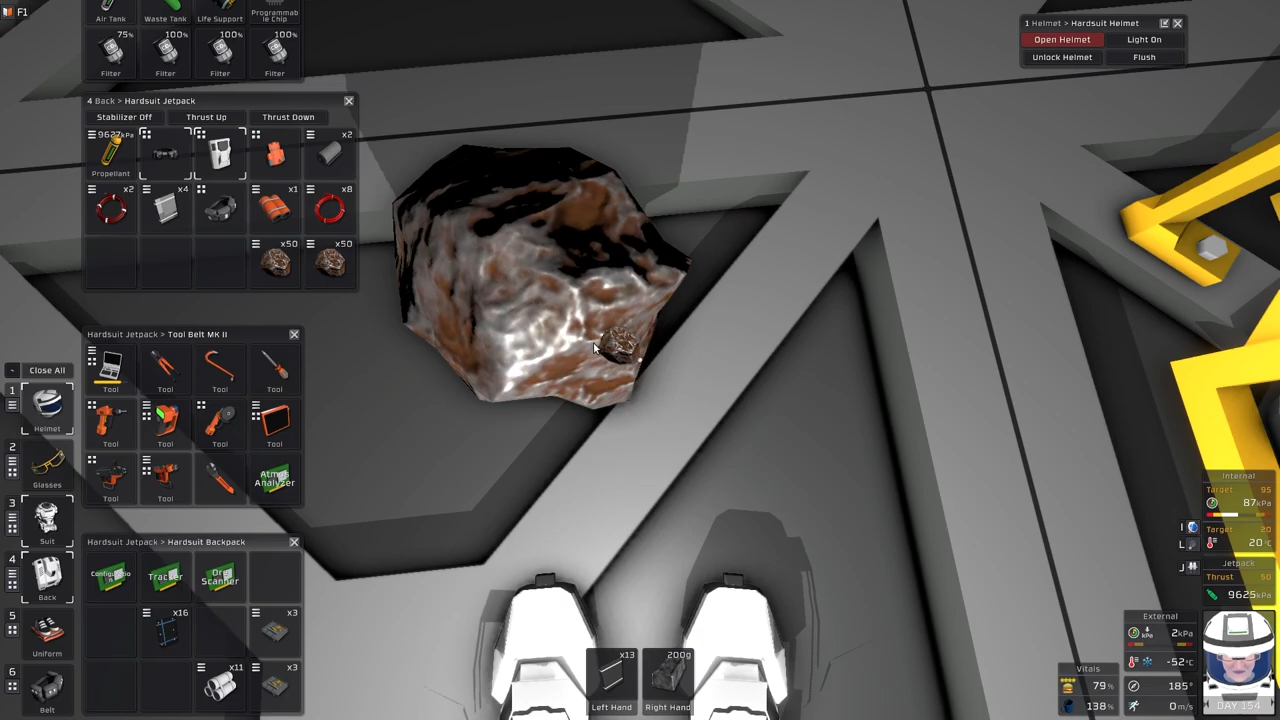 F1
Air Tank
Waste Tank
Life Support
Programmab
le Chip
75%
100%
100%
100%
Filter
Filter
Filter
Filter
1 Helmet > Hardsuit Helmet
Open Helmet
Light On
Unlock Helmet
Flush
4 Back > Hardsuit Jetpack
Stabilizer Off
Thrust Up
Thrust Down
9627kPa
x2
Propellant
x2
x4
x1
x8
x50
x50
Hardsuit Jetpack > Tool Belt MK II
Tool
Tool
Tool
Tool
Tool
Tool
Tool
Tool
Tool
Tool
Atmos
Analyzer
Hardsuit Jetpack > Hardsuit Backpack
Configuratio
n
Tracker
Ore
Scanner
x16
x3
x11
x3
- Close All
1
Helmet
2
Glasses
3
Suit
4
Back
5
Uniform
6
Belt
x13
Left Hand
200g
Right Hand
Internal
Target 95
87kPa
Target 20
20°C
Jetpack
Thrust 50
9625kPa
I
L
J
External
kPa
2kPa
-52°C
185°
0m/s
Vitals
79%
138%
DAY 154